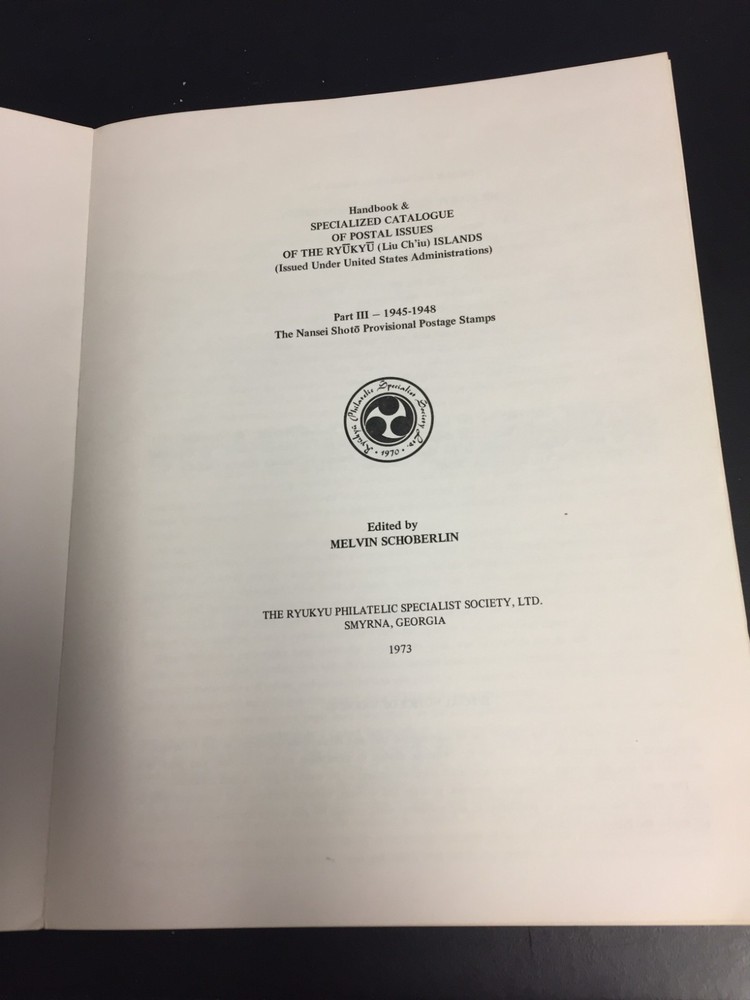 Handbook &
SPECIALIZED CATALOGUE
OF POSTAL ISSUES
OF THE RYŪKYŪ (Liu Ch'iu) ISLANDS
(Issued Under United States Administrations)
Part III – 1945-1948
The Nansei Shotō Provisional Postage Stamps
Ryūkyū Philatelic Specialist Society, Ltd.
• 1970 •
Edited by
MELVIN SCHOBERLIN
THE RYUKYU PHILATELIC SPECIALIST SOCIETY, LTD.
SMYRNA, GEORGIA
1973